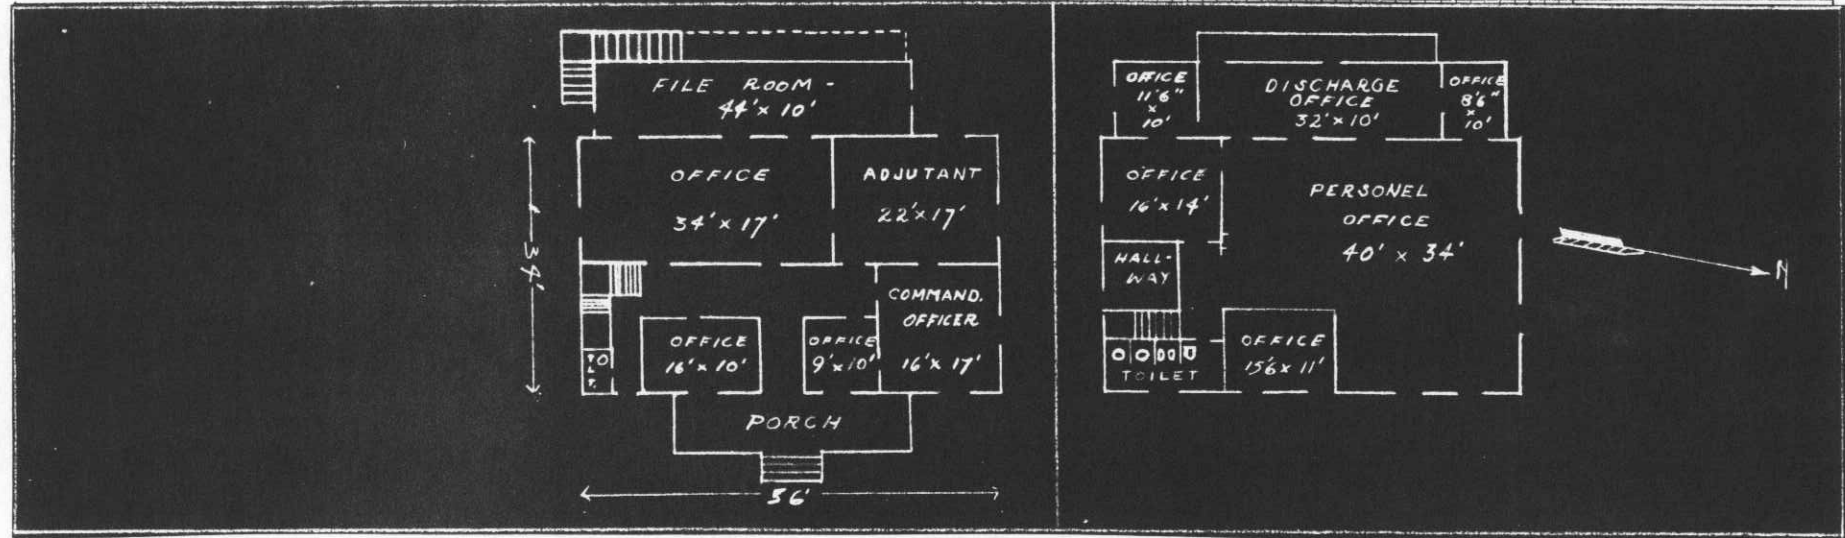 FILE ROOM -
44' x 10'
OFFICE
34' x 17'
ADJUTANT
22' x 17'
34'
COMMAND.
OFFICER
16' x 17'
OFFICE
16' x 10'
OFFICE
9' x 10'
TLT.
PORCH
56'
OFFICE
11'6"
x
10'
DISCHARGE
OFFICE
32' x 10'
OFFICE
8'6"
x
10'
OFFICE
16' x 14'
PERSONEL
OFFICE
40' x 34'
HALL-
WAY
OFFICE
15'6 x 11'
TOILET
N